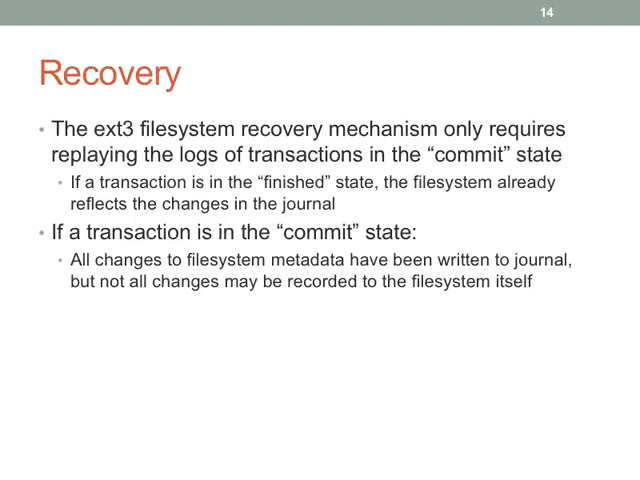 14
Recovery
• The ext3 filesystem recovery mechanism only requires
replaying the logs of transactions in the “commit” state
• If a transaction is in the “finished” state, the filesystem already
reflects the changes in the journal
• If a transaction is in the “commit” state:
• All changes to filesystem metadata have been written to journal,
but not all changes may be recorded to the filesystem itself